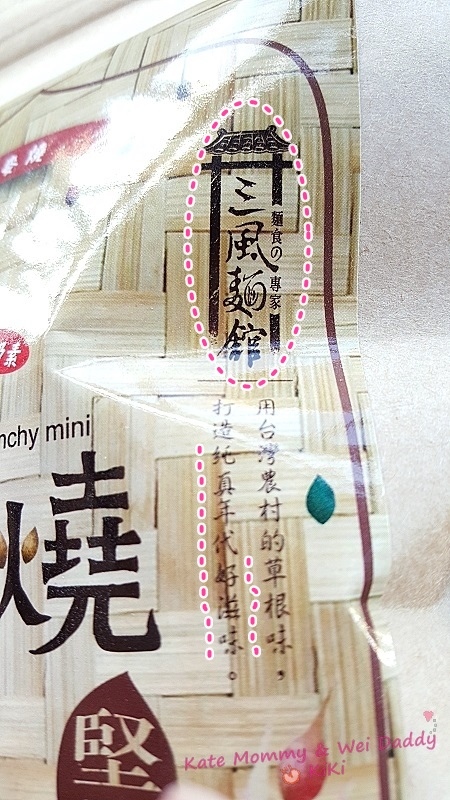 三風麵館
麵食の專家
用台灣農村的草根味，
打造純真年代好滋味。
素
nchy mini
燒
堅
Kate Mommy & Wei Daddy